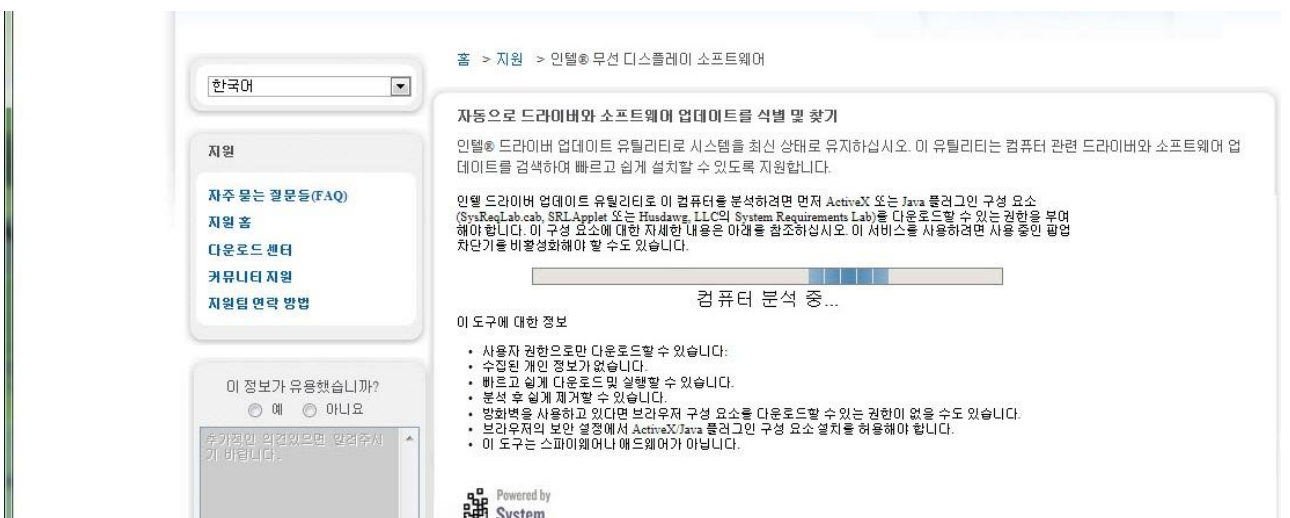 홈 > 지원 > 인텔® 무선 디스플레이 소프트웨어
한국어
자동으로 드라이버와 소프트웨어 업데이트를 식별 및 찾기
인텔® 드라이버 업데이트 유틸리티로 시스템을 최신 상태로 유지하십시오. 이 유틸리티는 컴퓨터 관련 드라이버와 소프트웨어 업
데이트를 검색하여 빠르고 쉽게 설치할 수 있도록 지원합니다.
인텔 드라이버 업데이트 유틸리티로 이 컴퓨터를 분석하려면 먼저 ActiveX 또는 Java 플러그인 구성 요소
(SysReqLab.cab, SRLApplet 또는 Husdawg, LLC의 System Requirements Lab)를 다운로드할 수 있는 권한을 부여
해야 합니다. 이 구성 요소에 대한 자세한 내용은 아래를 참조하십시오. 이 서비스를 사용하려면 사용 중인 팝업
차단기를 비활성화해야 할 수도 있습니다.
컴퓨터 분석 중...
이 도구에 대한 정보
• 사용자 권한으로만 다운로드할 수 있습니다:
• 수집된 개인 정보가 없습니다.
• 빠르고 쉽게 다운로드 및 실행할 수 있습니다.
• 분석 후 쉽게 제거할 수 있습니다.
• 방화벽을 사용하고 있다면 브라우저 구성 요소를 다운로드할 수 있는 권한이 없을 수도 있습니다.
• 브라우저의 보안 설정에서 ActiveX/Java 플러그인 구성 요소 설치를 허용해야 합니다.
• 이 도구는 스파이웨어나 애드웨어가 아닙니다.
Powered by
System
지원
자주 묻는 질문들(FAQ)
지원 홈
다운로드 센터
커뮤니티 지원
지원팀 연락 방법
이 정보가 유용했습니까?
예 아니요
추가적인 의견있으면 알려주시
기 바랍니다.